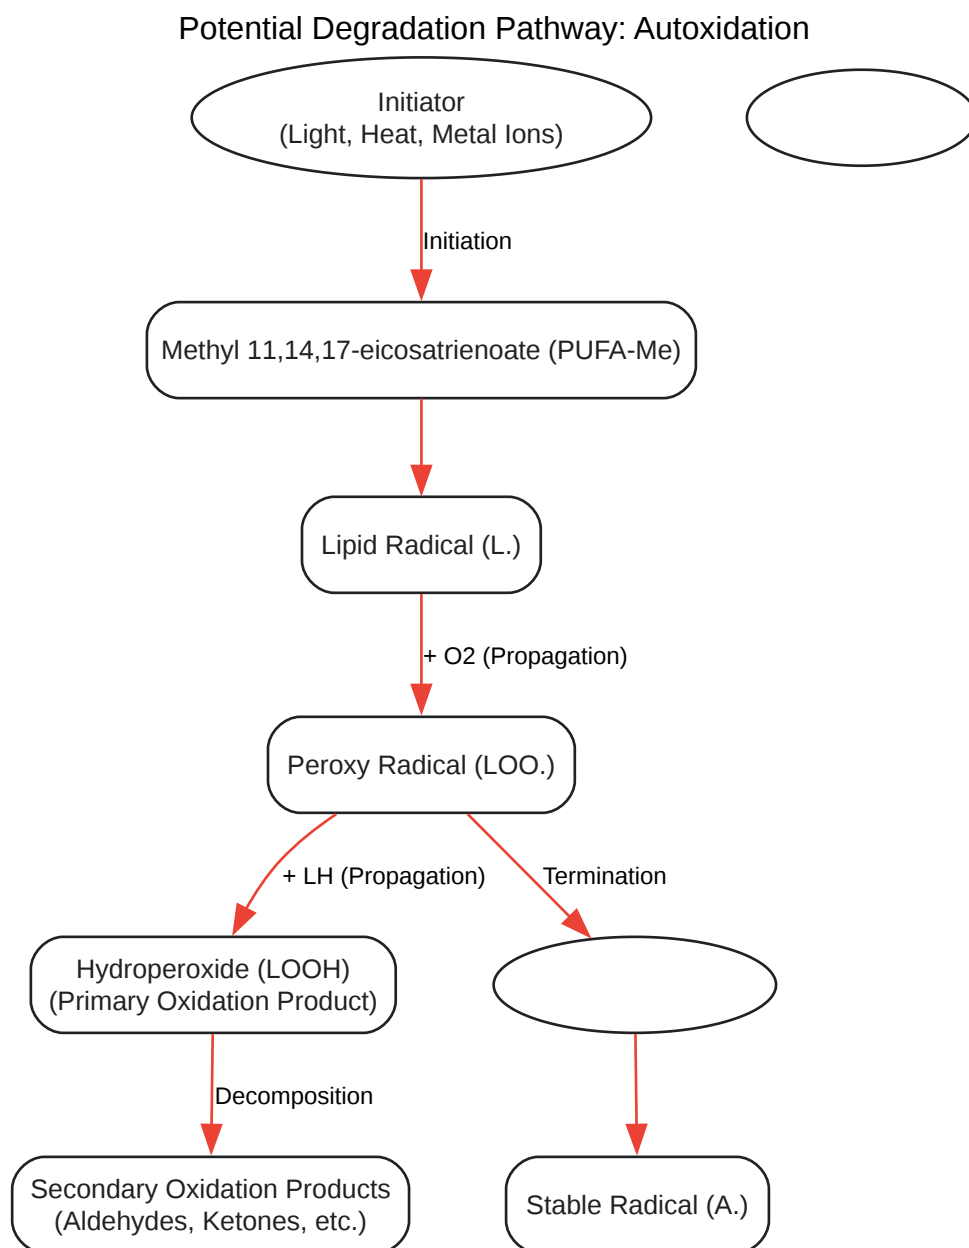 Potential Degradation Pathway: Autoxidation
Initiator
(Light, Heat, Metal Ions)
Initiation
Methyl 11,14,17-eicosatrienoate (PUFA-Me)
Lipid Radical (L.)
+ O2 (Propagation)
Peroxy Radical (LOO.)
+ LH (Propagation)
Termination
Hydroperoxide (LOOH)
(Primary Oxidation Product)
Decomposition
Secondary Oxidation Products
(Aldehydes, Ketones, etc.)
Stable Radical (A.)